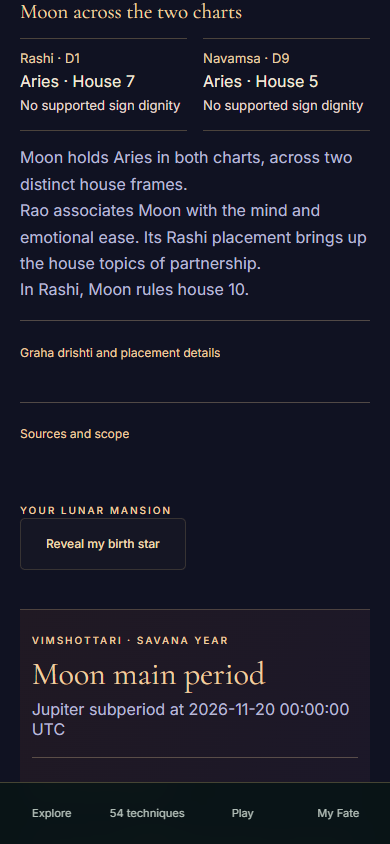 Moon across the two charts
Rashi · D1
Aries · House 7
No supported sign dignity
Navamsa · D9
Aries · House 5
No supported sign dignity
Moon holds Aries in both charts, across two
distinct house frames.
Rao associates Moon with the mind and
emotional ease. Its Rashi placement brings up
the house topics of partnership.
In Rashi, Moon rules house 10.
Graha drishti and placement details
Sources and scope
YOUR LUNAR MANSION
Reveal my birth star
VIMSHOTTARI · SAVANA YEAR
Moon main period
Jupiter subperiod at 2026-11-20 00:00:00
UTC
Explore
54 techniques
Play
My Fate